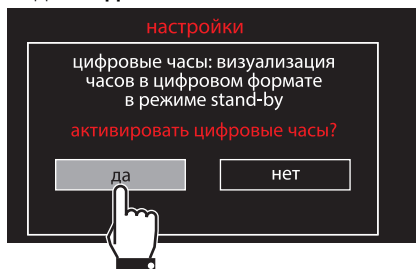 настройки
цифровые часы: визуализация
часов в цифровом формате
в режиме stand-by
активировать цифровые часы?
да
нет